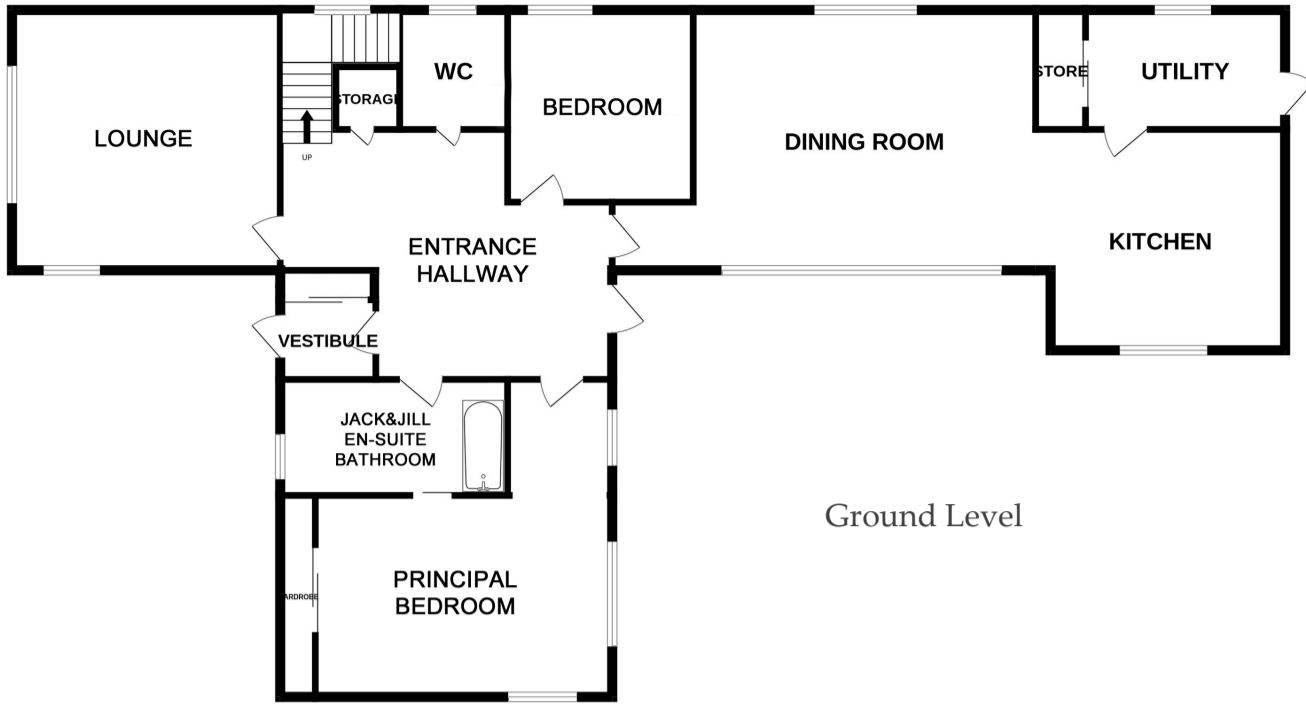 LOUNGE
UP
STORAGE
WC
BEDROOM
DINING ROOM
STORE
UTILITY
KITCHEN
ENTRANCE
HALLWAY
VESTIBULE
JACK&JILL
EN-SUITE
BATHROOM
ARDROBE
PRINCIPAL
BEDROOM
Ground Level